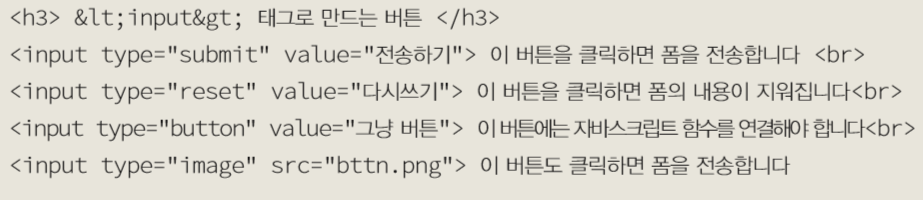 <h3> &lt;input&gt; 태그로 만드는 버튼 </h3>
<input type="submit" value="전송하기"> 이 버튼을 클릭하면 폼을 전송합니다 <br>
<input type="reset" value="다시쓰기"> 이 버튼을 클릭하면 폼의 내용이 지워집니다<br>
<input type="button" value="그냥 버튼"> 이 버튼에는 자바스크립트 함수를 연결해야 합니다<br>
<input type="image" src="bttn.png"> 이 버튼도 클릭하면 폼을 전송합니다